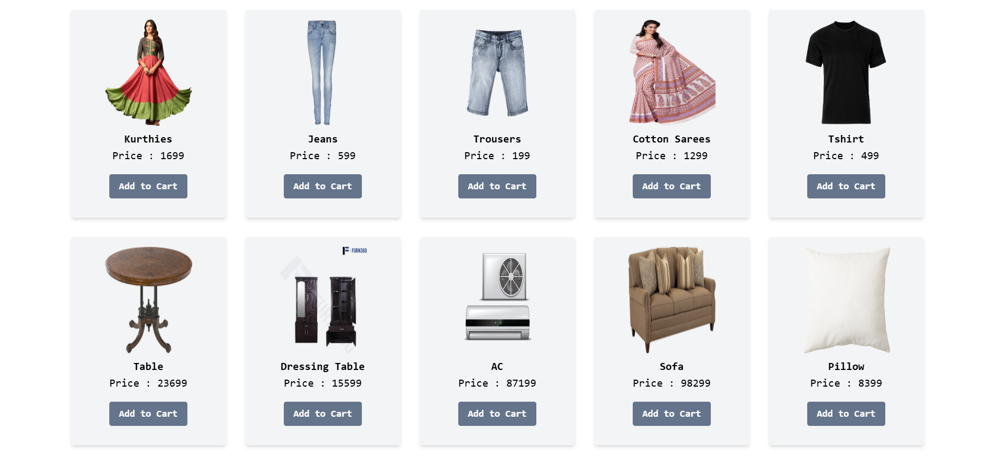 Kurthies
Price : 1699
Add to Cart
Jeans
Price : 599
Add to Cart
Trousers
Price : 199
Add to Cart
Cotton Sarees
Price : 1299
Add to Cart
Tshirt
Price : 499
Add to Cart
Table
Price : 23699
Add to Cart
FURN360
Dressing Table
Price : 15599
Add to Cart
AC
Price : 87199
Add to Cart
Sofa
Price : 98299
Add to Cart
Pillow
Price : 8399
Add to Cart